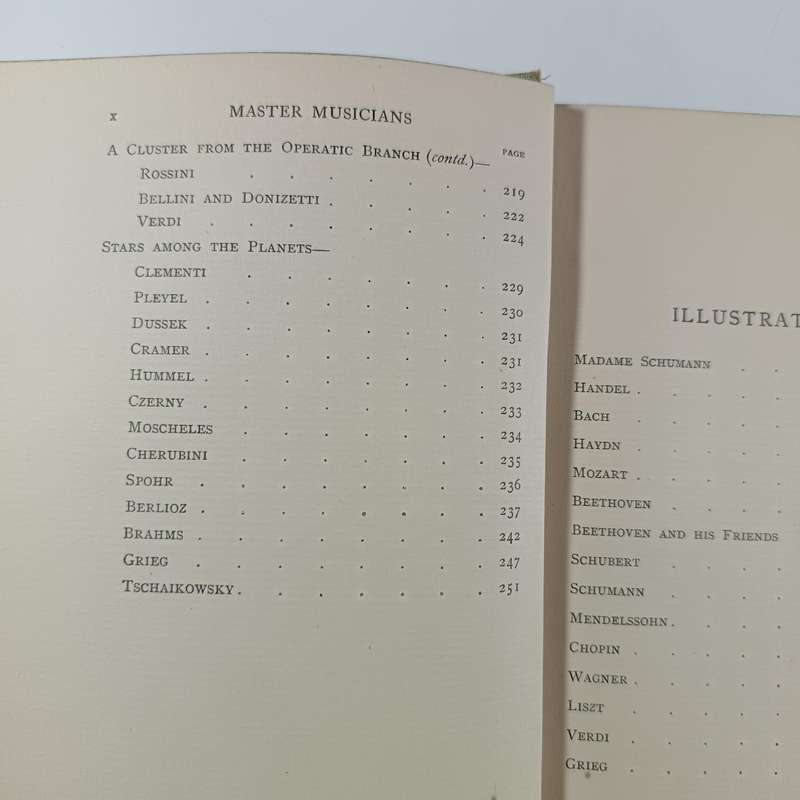 x MASTER MUSICIANS
A Cluster from the Operatic Branch (contd.)— PAGE
Rossini . . . . . . . 219
Bellini and Donizetti . . . . . 222
Verdi . . . . . . . . 224
Stars among the Planets—
Clementi . . . . . . . 229
Pleyel . . . . . . . . 230
Dussek . . . . . . . . 231
Cramer . . . . . . . . 231
Hummel . . . . . . . . 232
Czerny . . . . . . . . 233
Moscheles . . . . . . . 234
Cherubini . . . . . . . 235
Spohr . . . . . . . . 236
Berlioz . . . . . . . . 237
Brahms . . . . . . . . 242
Grieg . . . . . . . . 247
Tschaikowsky . . . . . . . 251
ILLUSTRAT
Madame Schumann . .
Handel . . . . .
Bach . . . . .
Haydn . . . . .
Mozart . . . . .
Beethoven . . . .
Beethoven and his Friends
Schubert . . . .
Schumann . . . .
Mendelssohn . . . .
Chopin . . . . .
Wagner . . . . .
Liszt . . . . .
Verdi . . . . .
Grieg . . . . .